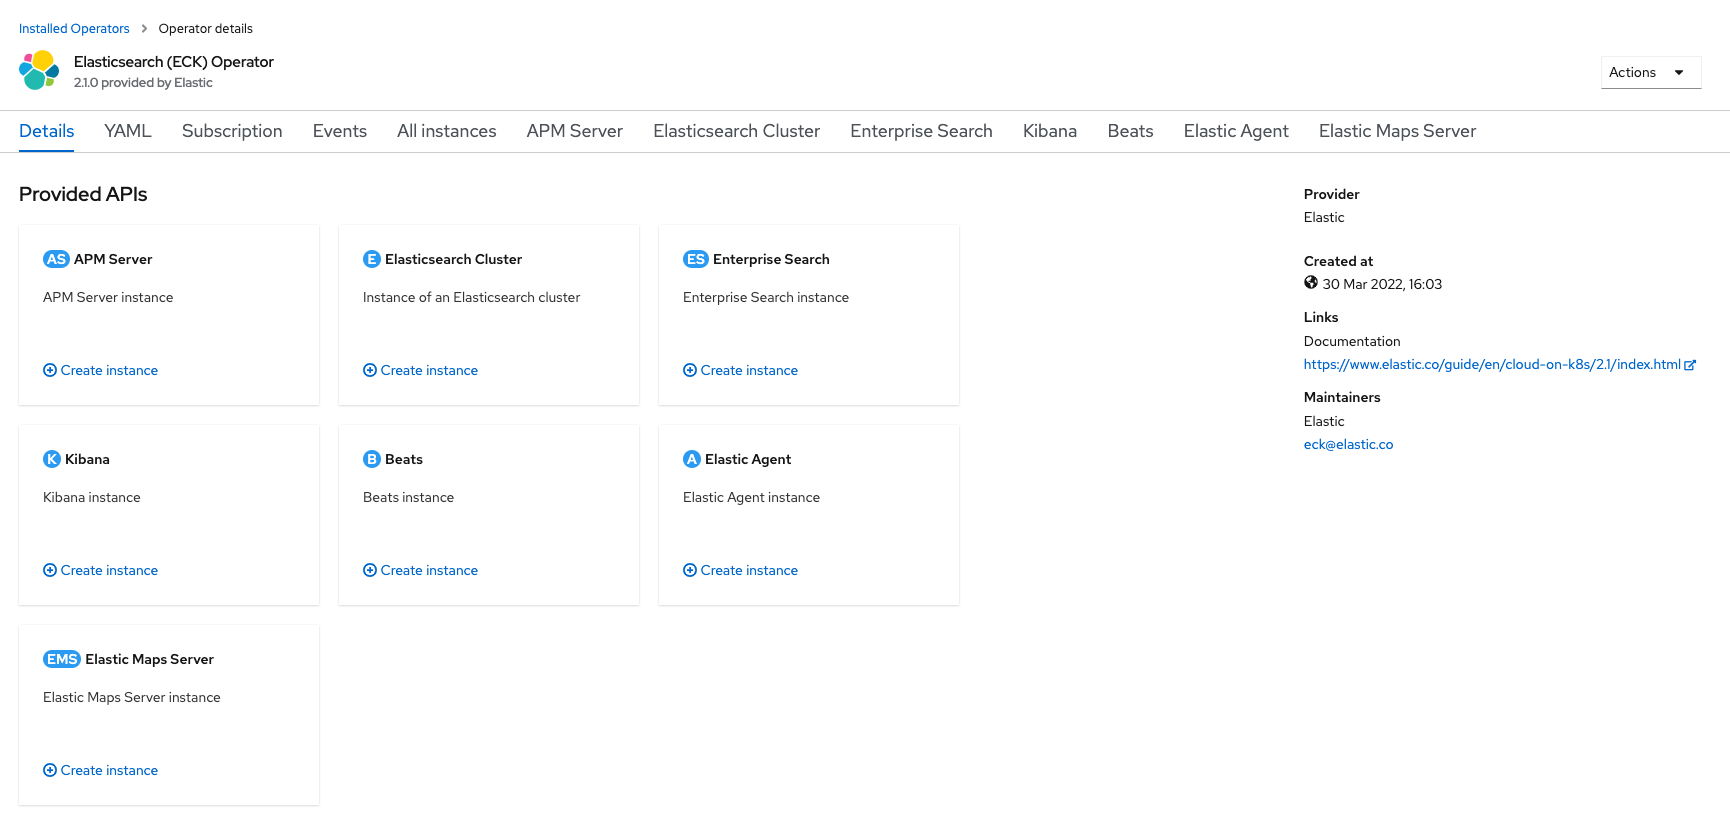 Installed Operators > Operator details
Elasticsearch (ECK) Operator
2.1.0 provided by Elastic
Actions
Details YAML Subscription Events All instances APM Server Elasticsearch Cluster Enterprise Search Kibana Beats Elastic Agent Elastic Maps Server
Provided APIs
AS APM Server
APM Server instance
Create instance
E Elasticsearch Cluster
Instance of an Elasticsearch cluster
Create instance
ES Enterprise Search
Enterprise Search instance
Create instance
K Kibana
Kibana instance
Create instance
B Beats
Beats instance
Create instance
A Elastic Agent
Elastic Agent instance
Create instance
EMS Elastic Maps Server
Elastic Maps Server instance
Create instance
Provider
Elastic
Created at
30 Mar 2022, 16:03
Links
Documentation
https://www.elastic.co/guide/en/cloud-on-k8s/2.1/index.html
Maintainers
Elastic
eck@elastic.co